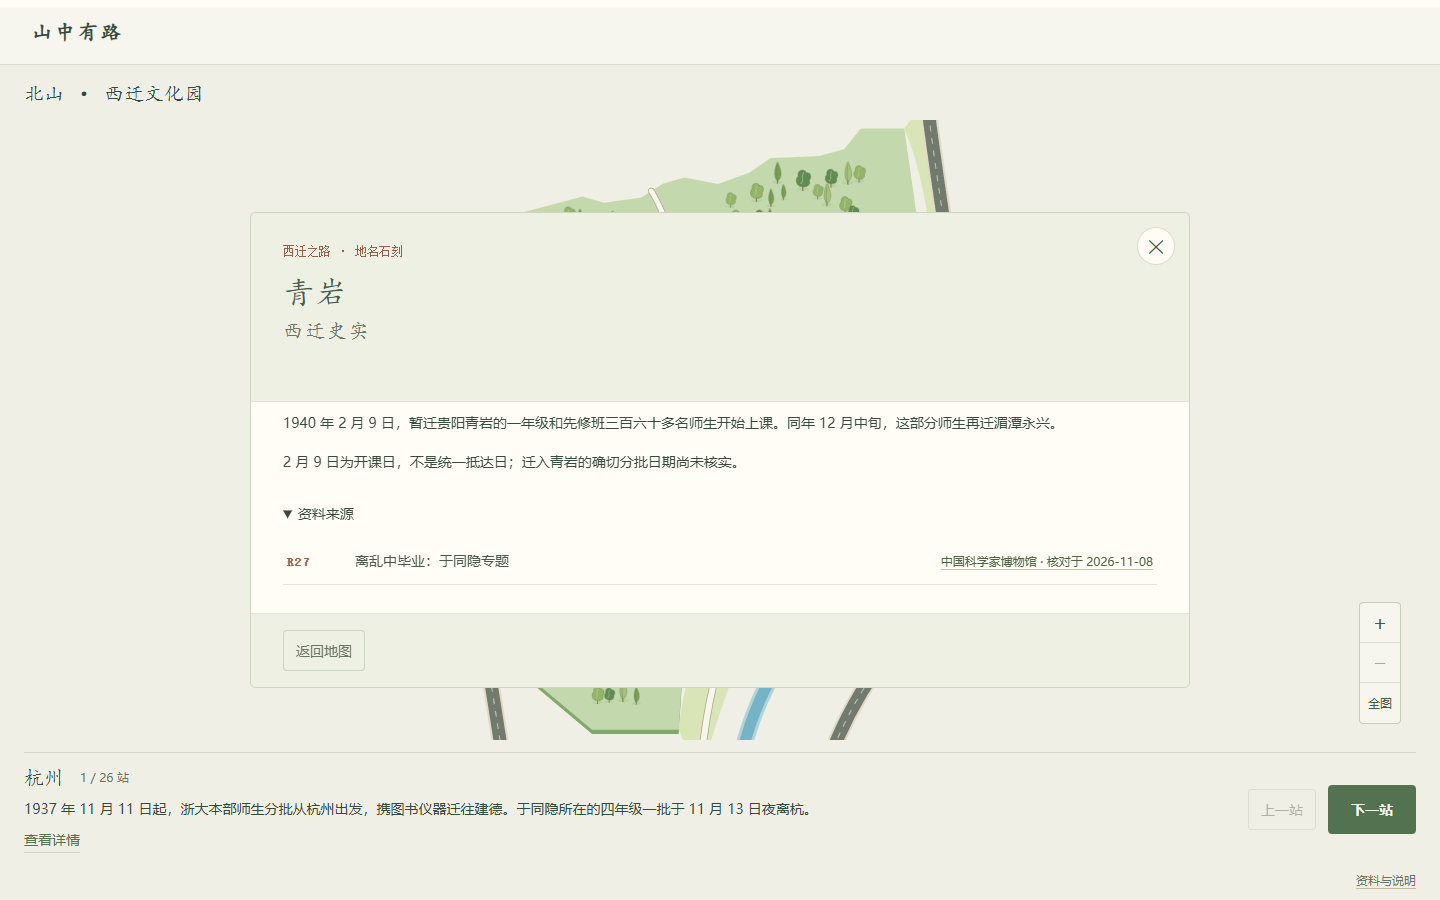 山中有路
北山 • 西迁文化园
西迁之路 · 地名石刻
青岩
西迁史实
1940 年 2 月 9 日，暂迁贵阳青岩的一年级和先修班三百六十多名师生开始上课。同年 12 月中旬，这部分师生再迁湄潭永兴。
2 月 9 日为开课日，不是统一抵达日；迁入青岩的确切分批日期尚未核实。
▼ 资料来源
R27 离乱中毕业：于同隐专题 中国科学家博物馆 · 核对于 2026-11-08
返回地图
+
−
全图
杭州 1 / 26 站
1937 年 11 月 11 日起，浙大本部师生分批从杭州出发，携图书仪器迁往建德。于同隐所在的四年级一批于 11 月 13 日夜离杭。
查看详情
上一站 下一站
资料与说明